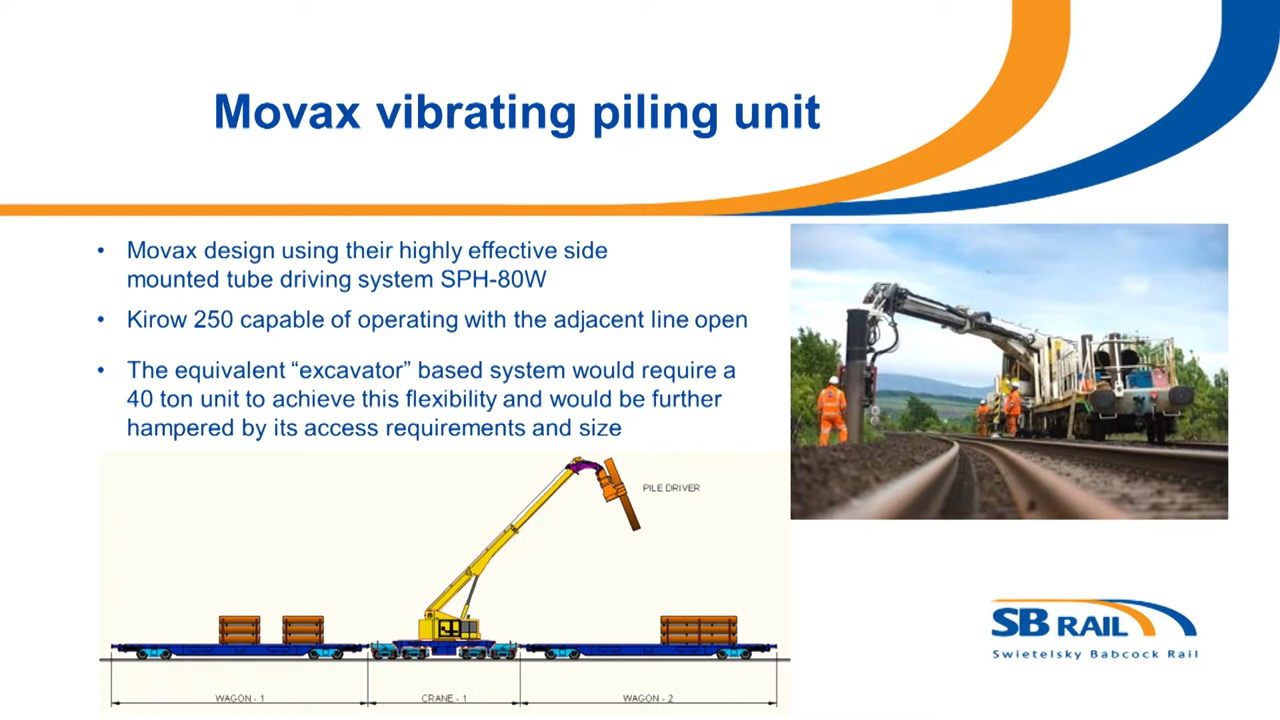 Movax vibrating piling unit
• Movax design using their highly effective side
mounted tube driving system SPH-80W
• Kirow 250 capable of operating with the adjacent line open
• The equivalent “excavator” based system would require a
40 ton unit to achieve this flexibility and would be further
hampered by its access requirements and size
PILE DRIVER
WAGON - 1
CRANE - 1
WAGON - 2
SB RAIL
Swietelsky Babcock Rail